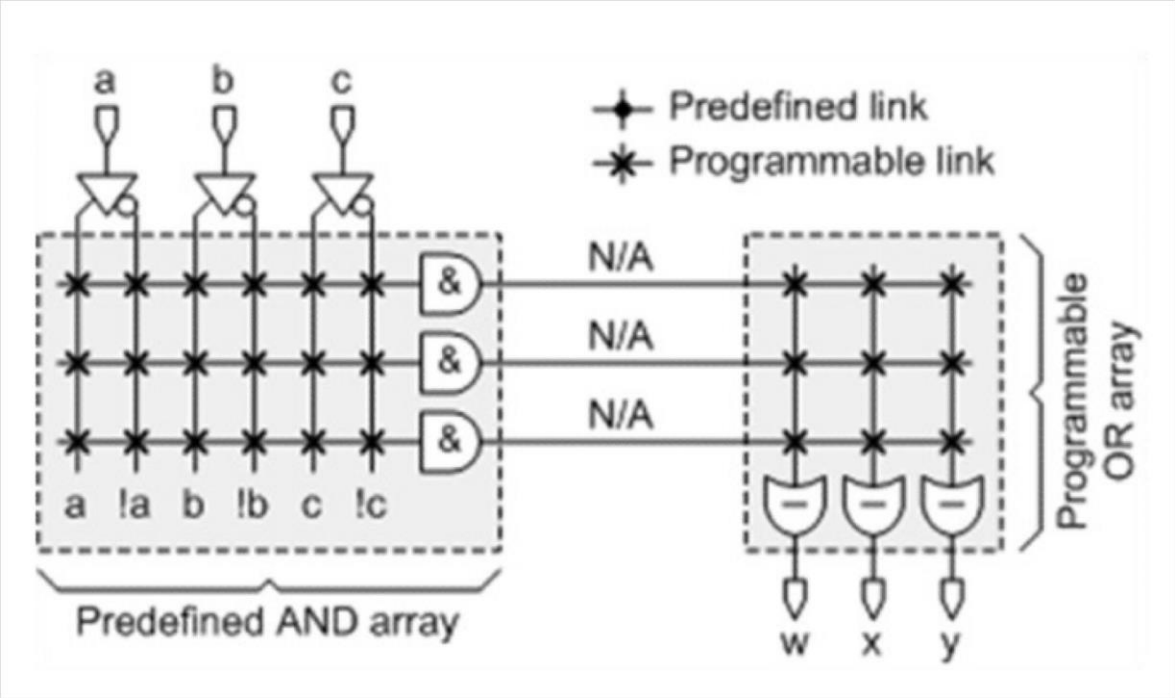 a b c
Predefined link
Programmable link
N/A
&
N/A
&
N/A
&
a !a b !b c !c
Programmable
OR array
Predefined AND array
w x y